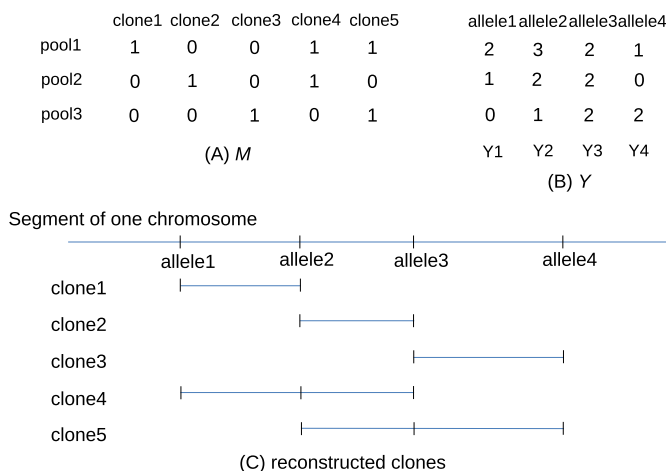 clone1 clone2 clone3 clone4 clone5
pool1 1 0 0 1 1
pool2 0 1 0 1 0
pool3 0 0 1 0 1
(A) M
allele1 allele2 allele3 allele4
2 3 2 1
1 2 2 0
0 1 2 2
Y1 Y2 Y3 Y4
(B) Y
Segment of one chromosome
allele1 allele2 allele3 allele4
clone1
clone2
clone3
clone4
clone5
(C) reconstructed clones